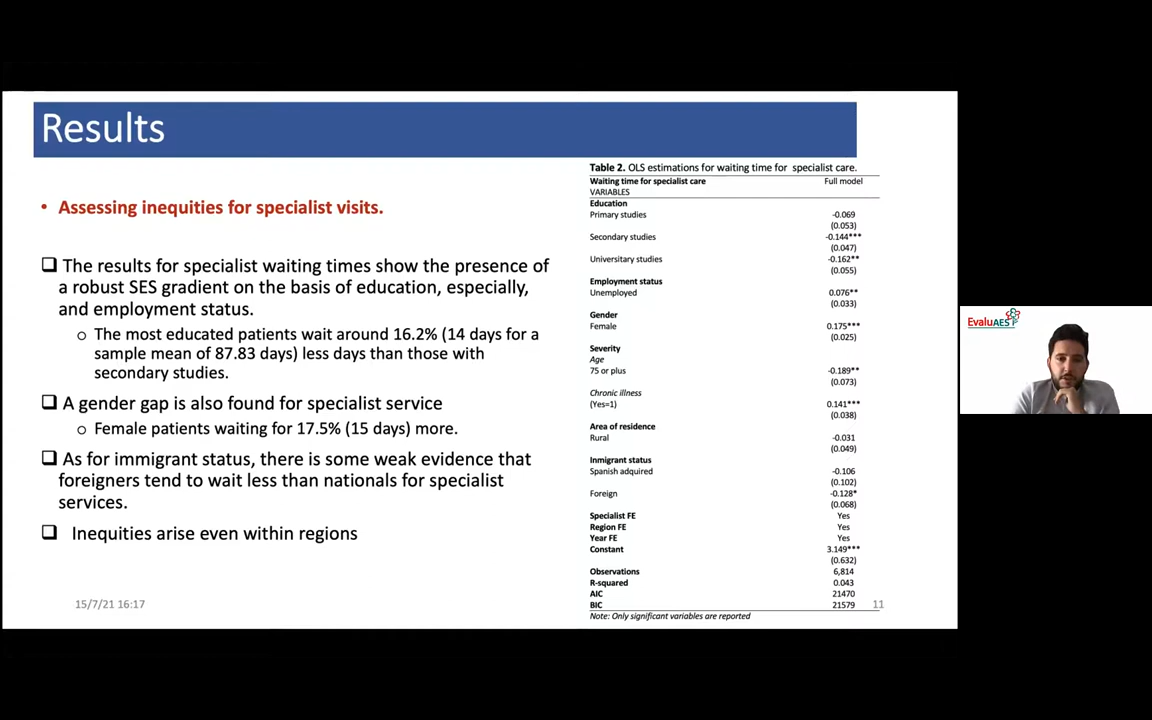 Results
• Assessing inequities for specialist visits.
❑ The results for specialist waiting times show the presence of
a robust SES gradient on the basis of education, especially,
and employment status.
o The most educated patients wait around 16.2% (14 days for a
sample mean of 87.83 days) less days than those with
secondary studies.
❑ A gender gap is also found for specialist service
o Female patients waiting for 17.5% (15 days) more.
❑ As for immigrant status, there is some weak evidence that
foreigners tend to wait less than nationals for specialist
services.
❑ Inequities arise even within regions
15/7/21 16:17
Table 2. OLS estimations for waiting time for specialist care.
Waiting time for specialist care Full model
VARIABLES
Education
Primary studies -0.069
(0.053)
Secondary studies -0.144***
(0.047)
Universitary studies -0.162**
(0.055)
Employment status
Unemployed 0.076**
(0.033)
Gender
Female 0.175***
(0.025)
Severity
Age
75 or plus -0.189**
(0.073)
Chronic illness
(Yes=1) 0.141***
(0.038)
Area of residence
Rural -0.031
(0.049)
Inmigrant status
Spanish adquired -0.106
(0.102)
Foreign -0.128*
(0.068)
Specialist FE Yes
Region FE Yes
Year FE Yes
Constant 3.149***
(0.632)
Observations 6,814
R-squared 0.043
AIC 21470
BIC 21579
Note: Only significant variables are reported
11
EvaluAES